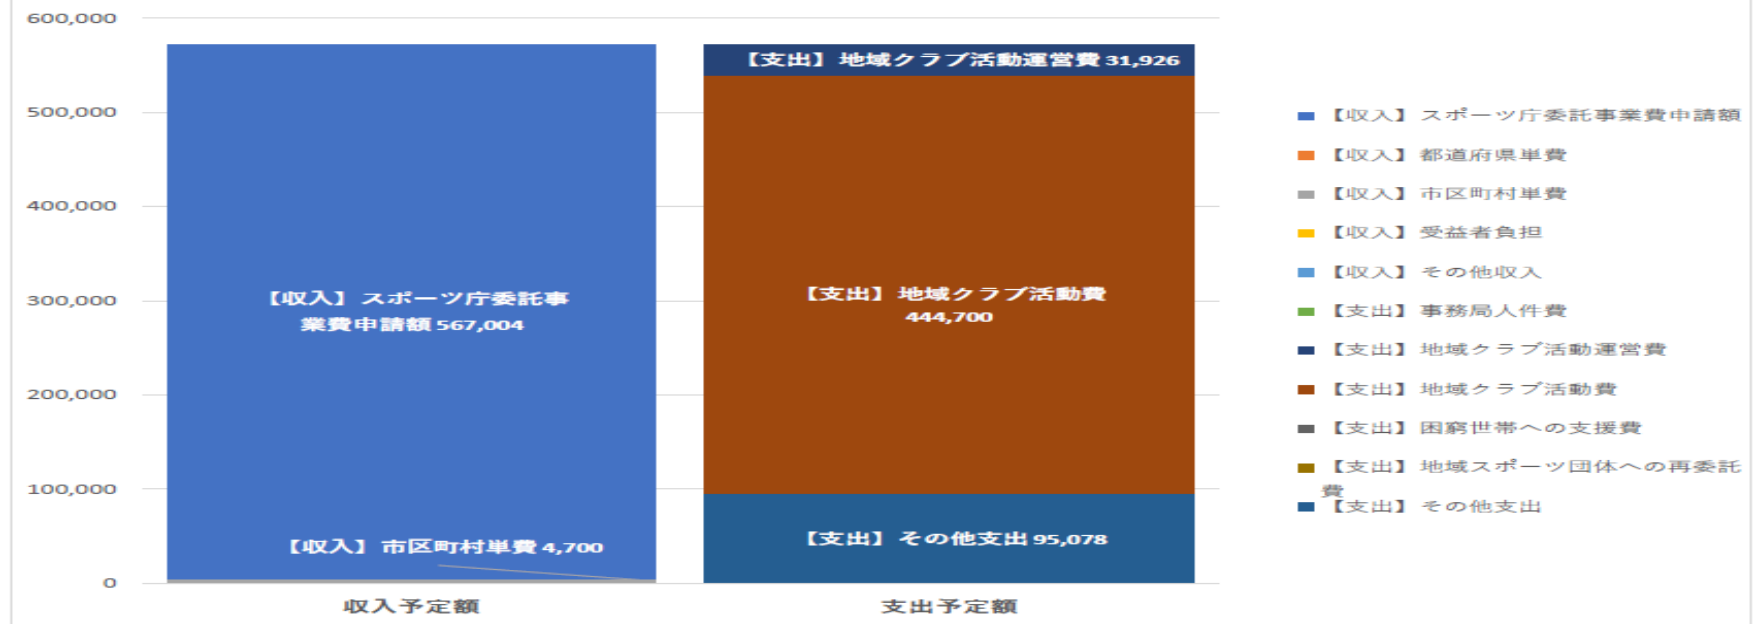 600,000
500,000
400,000
300,000
200,000
100,000
0
【収入】スポーツ庁委託事
業費申請額 567,004
【収入】市区町村単費 4,700
収入予定額
【支出】地域クラブ活動運営費 31,926
【支出】地域クラブ活動費
444,700
【支出】その他支出 95,078
支出予定額
【収入】スポーツ庁委託事業費申請額
【収入】都道府県単費
【収入】市区町村単費
【収入】受益者負担
【収入】その他収入
【支出】事務局人件費
【支出】地域クラブ活動運営費
【支出】地域クラブ活動費
【支出】困窮世帯への支援費
【支出】地域スポーツ団体への再委託
費
【支出】その他支出